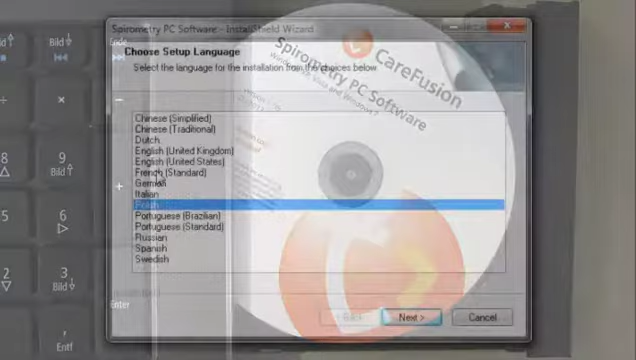 Spirometry PC Software - InstallShield Wizard
Choose Setup Language
Select the language for the installation from the choices below.
Chinese (Simplified)
Chinese (Traditional)
Dutch
English (United Kingdom)
English (United States)
French (Standard)
German
Italian
Polish
Portuguese (Brazilian)
Portuguese (Standard)
Russian
Spanish
Swedish
< Back
Next >
Cancel
CareFusion
Spirometry PC Software
Bild
Bild
Ende
÷
×
−
8
9
Bild
+
5
6
2
3
Bild
Enter
,
Entf